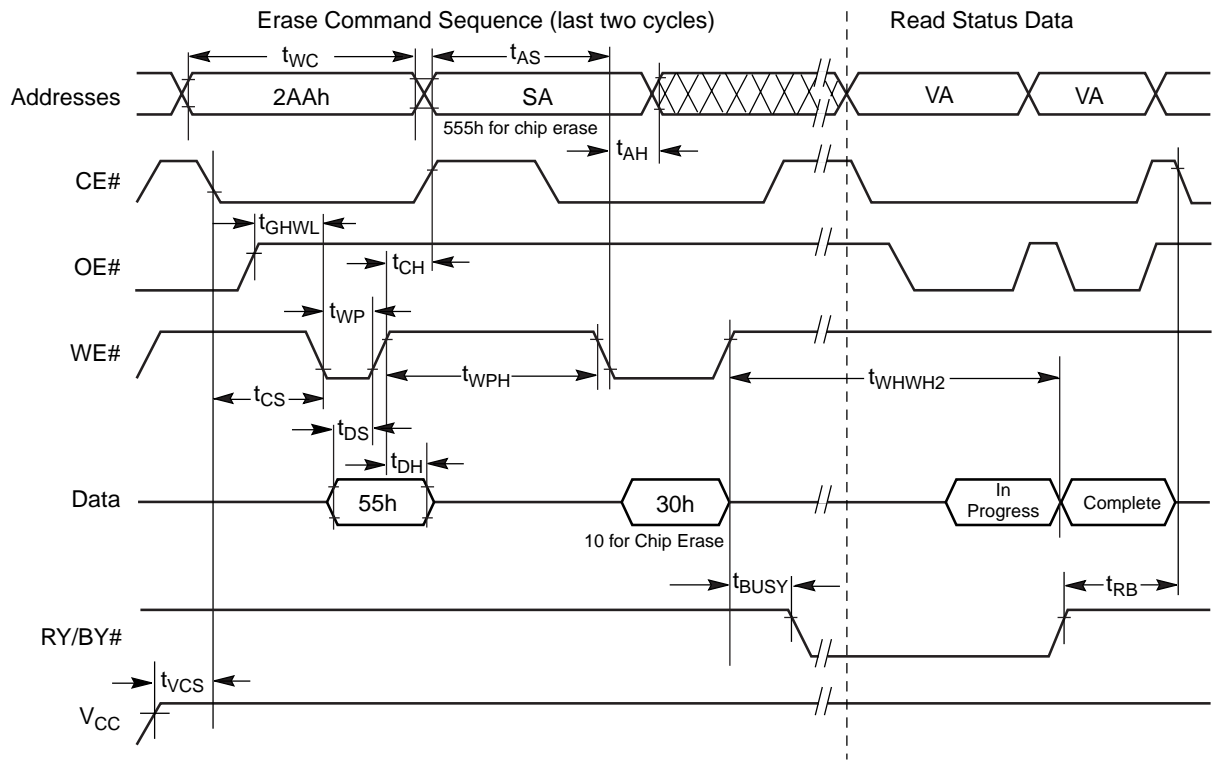 Erase Command Sequence (last two cycles)
Read Status Data
tWC
tAS
Addresses
2AAh
SA
VA
VA
555h for chip erase
tAH
CE#
tGHWL
OE#
tCH
tWP
WE#
tWPH
tWHWH2
tCS
tDS
tDH
Data
55h
30h
In
Progress
Complete
10 for Chip Erase
tBUSY
tRB
RY/BY#
tVCS
VCC